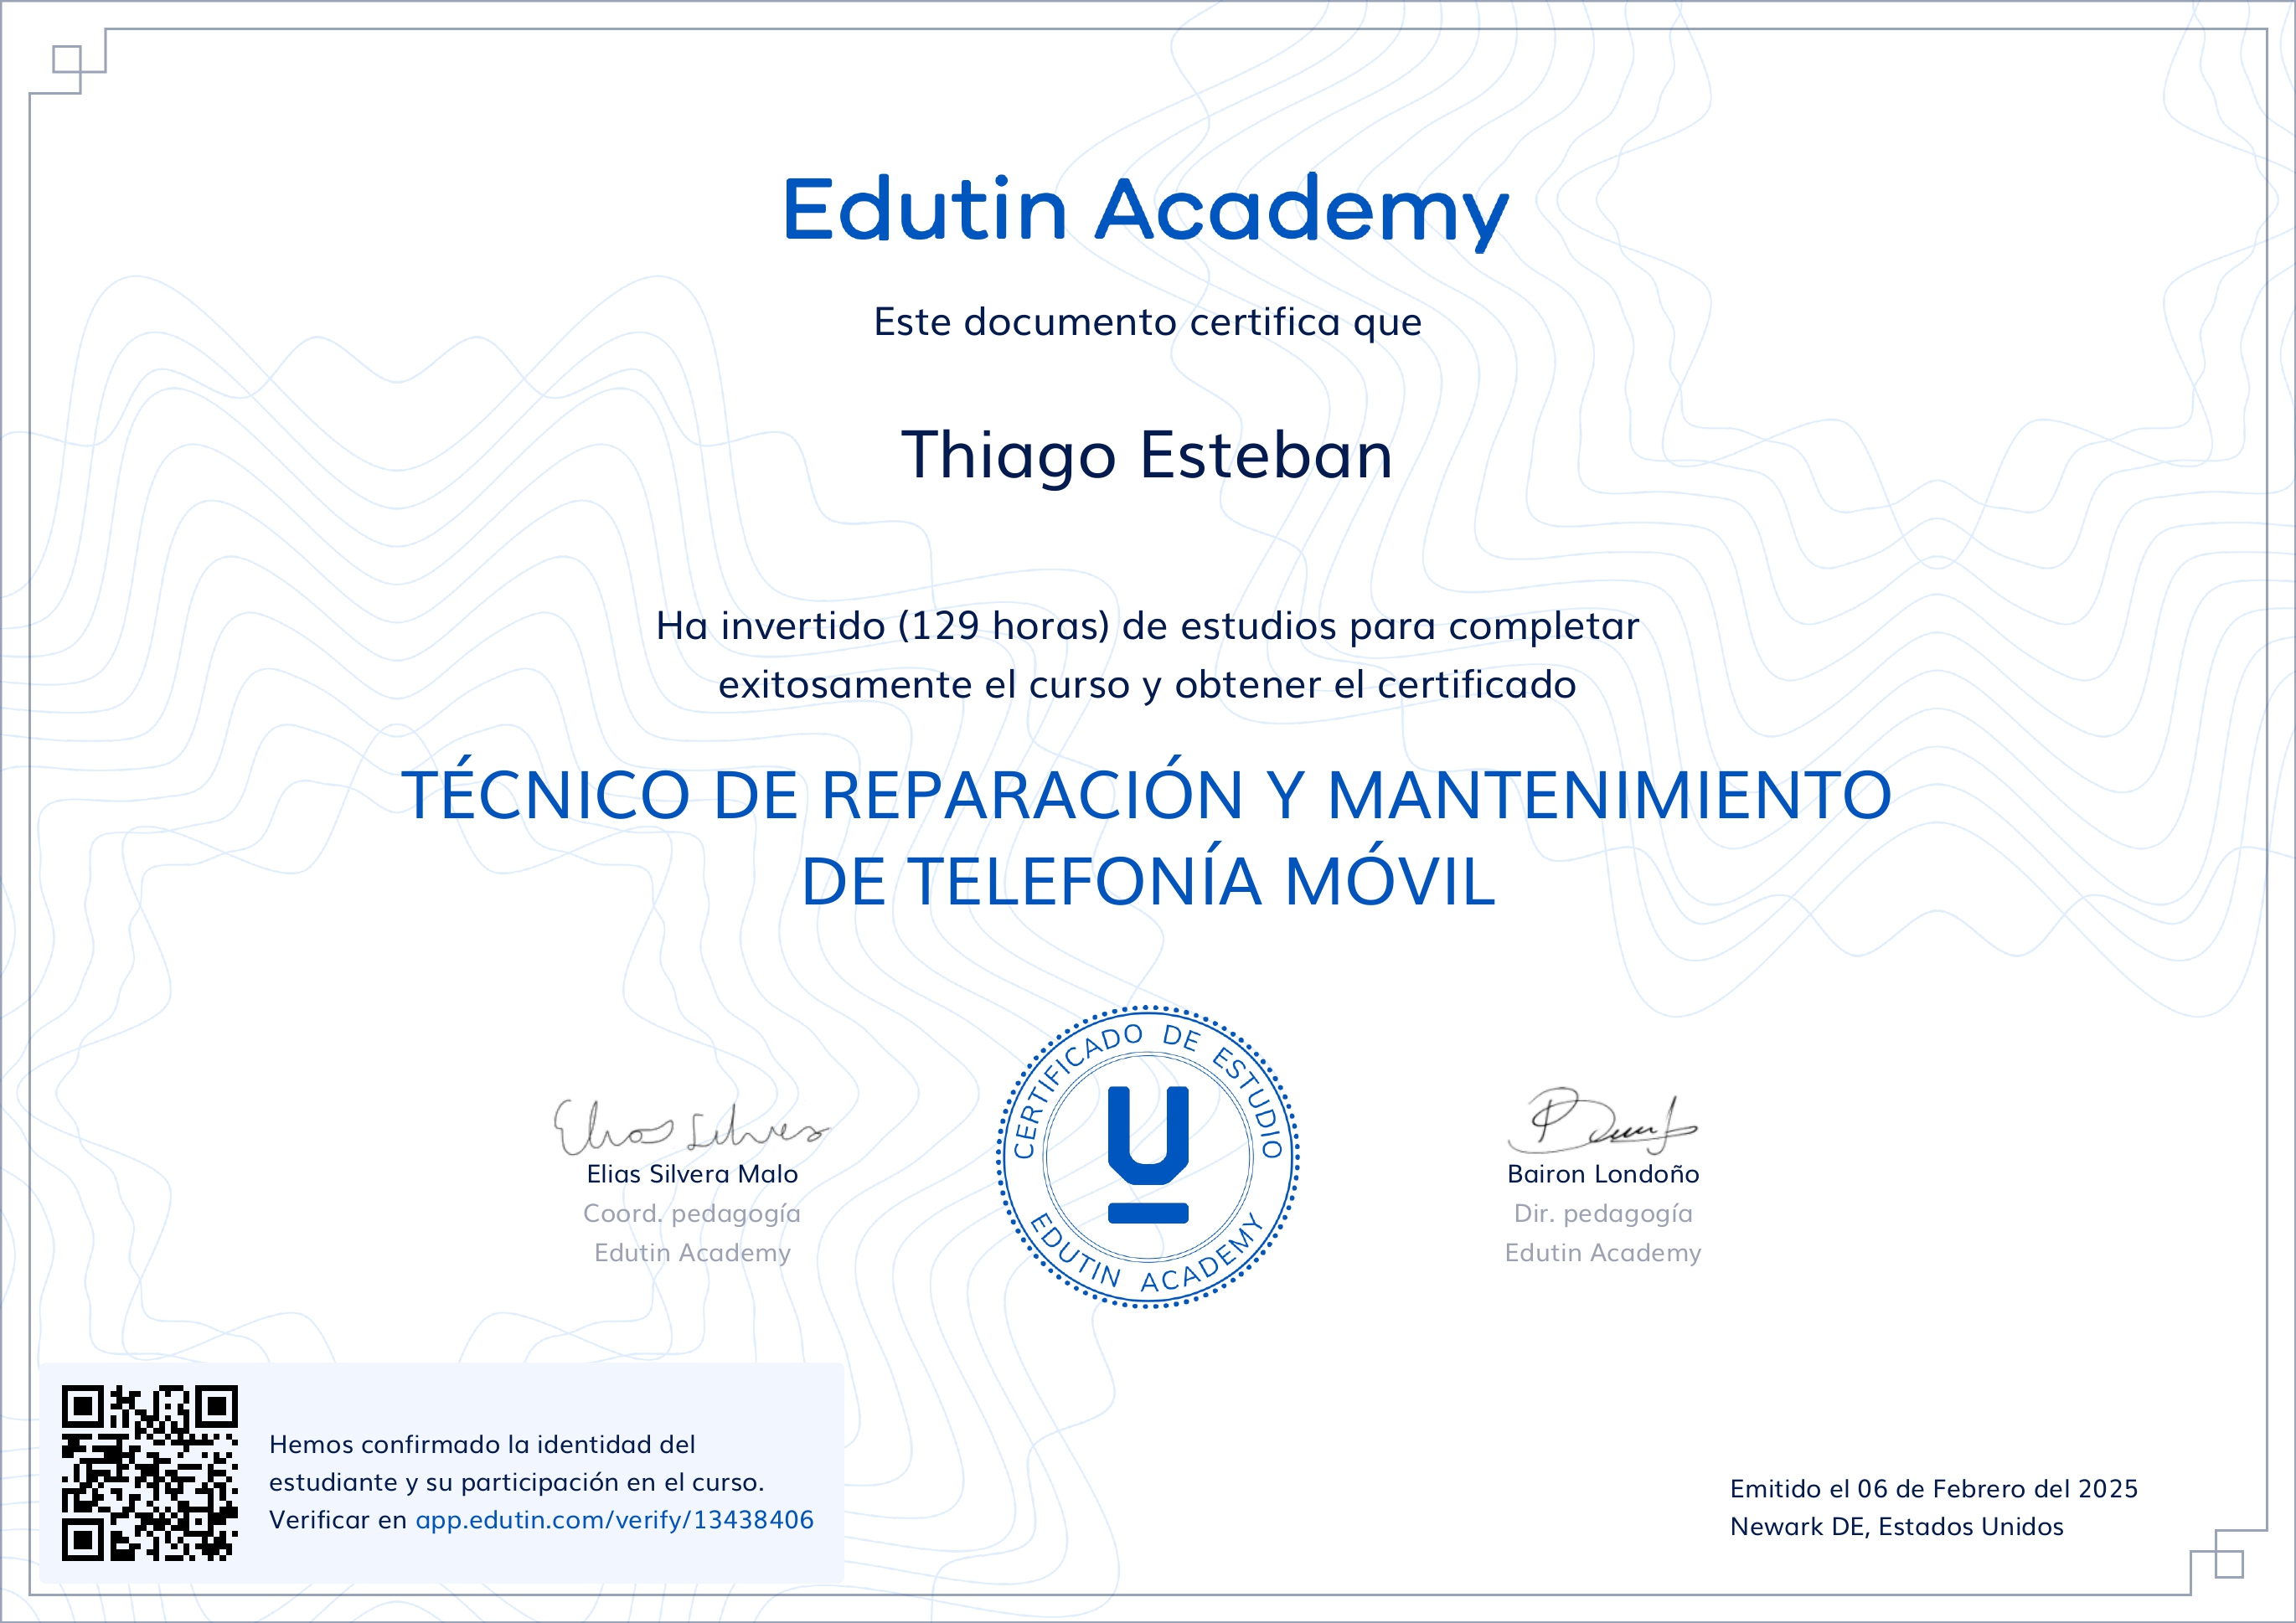 Edutin Academy
Este documento certifica que
Thiago Esteban
Ha invertido (129 horas) de estudios para completar
exitosamente el curso y obtener el certificado
TÉCNICO DE REPARACIÓN Y MANTENIMIENTO
DE TELEFONÍA MÓVIL
CERTIFICADO DE ESTUDIO
EDUTIN ACADEMY
Elias Silvera Malo
Coord. pedagogía
Edutin Academy
Bairon Londoño
Dir. pedagogía
Edutin Academy
Hemos confirmado la identidad del
estudiante y su participación en el curso.
Verificar en app.edutin.com/verify/13438406
Emitido el 06 de Febrero del 2025
Newark DE, Estados Unidos